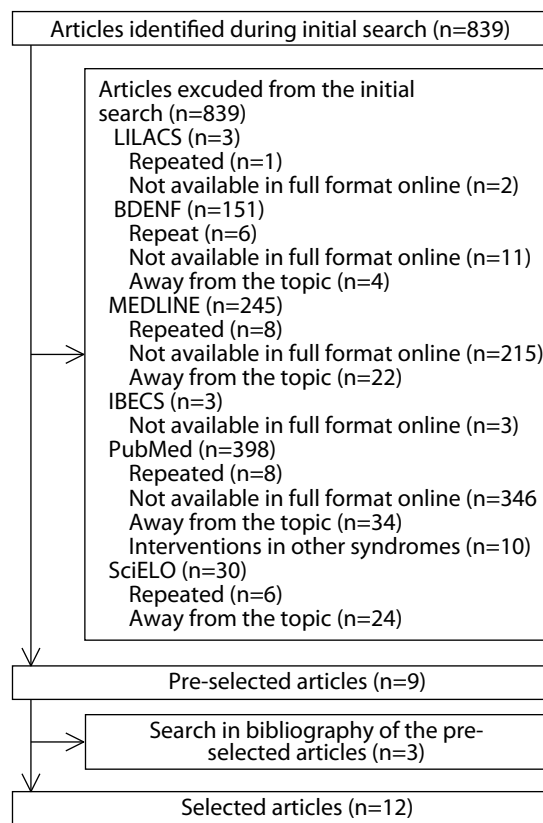 Articles identified during initial search (n=839)
Articles excuded from the initial
search (n=839)
LILACS (n=3)
Repeated (n=1)
Not available in full format online (n=2)
BDENF (n=151)
Repeat (n=6)
Not available in full format online (n=11)
Away from the topic (n=4)
MEDLINE (n=245)
Repeated (n=8)
Not available in full format online (n=215)
Away from the topic (n=22)
IBECS (n=3)
Not available in full format online (n=3)
PubMed (n=398)
Repeated (n=8)
Not available in full format online (n=346
Away from the topic (n=34)
Interventions in other syndromes (n=10)
SciELO (n=30)
Repeated (n=6)
Away from the topic (n=24)
Pre-selected articles (n=9)
Search in bibliography of the pre-
selected articles (n=3)
Selected articles (n=12)